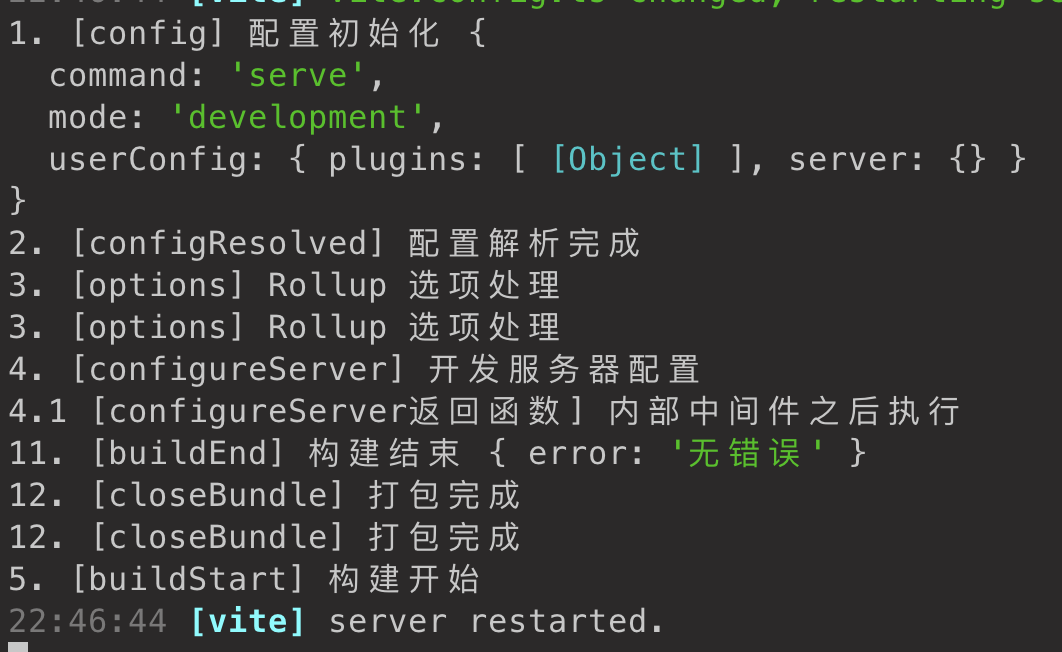 22:46:44 [vite] vite.config.ts changed, restarting se
1. [config] 配置初始化 {
  command: 'serve',
  mode: 'development',
  userConfig: { plugins: [ [Object] ], server: {} }
}
2. [configResolved] 配置解析完成
3. [options] Rollup 选项处理
3. [options] Rollup 选项处理
4. [configureServer] 开发服务器配置
4.1 [configureServer返回函数] 内部中间件之后执行
11. [buildEnd] 构建结束 { error: '无错误' }
12. [closeBundle] 打包完成
12. [closeBundle] 打包完成
5. [buildStart] 构建开始
22:46:44 [vite] server restarted.